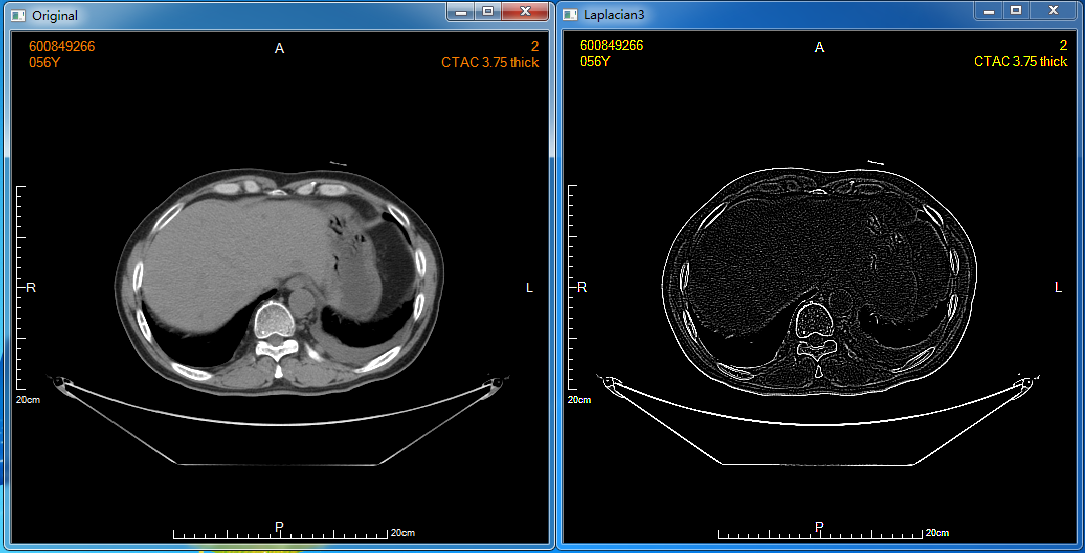 Original
600849266
056Y
A
2
CTAC 3.75 thick
R
L
20cm
P
20cm
Laplacian3
600849266
056Y
A
2
CTAC 3.75 thick
R
L
20cm
P
20cm